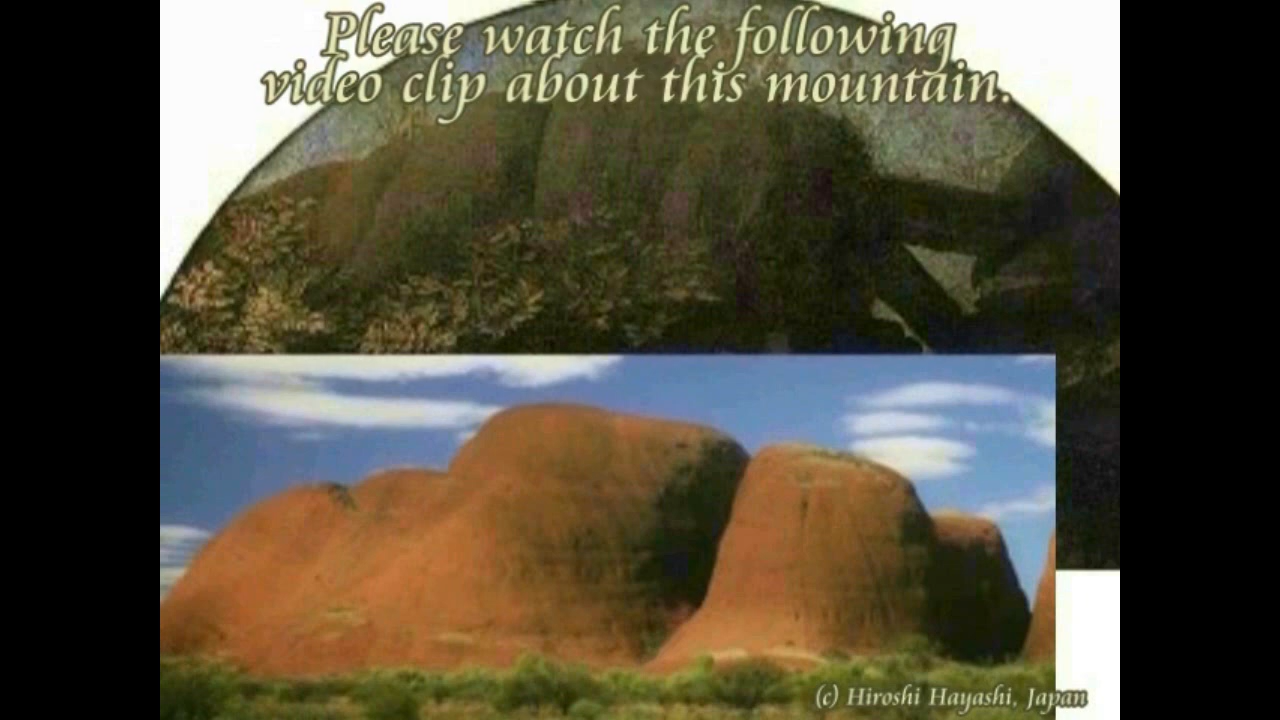 Please watch the following
video clip about this mountain.
(c) Hiroshi Hayashi, Japan